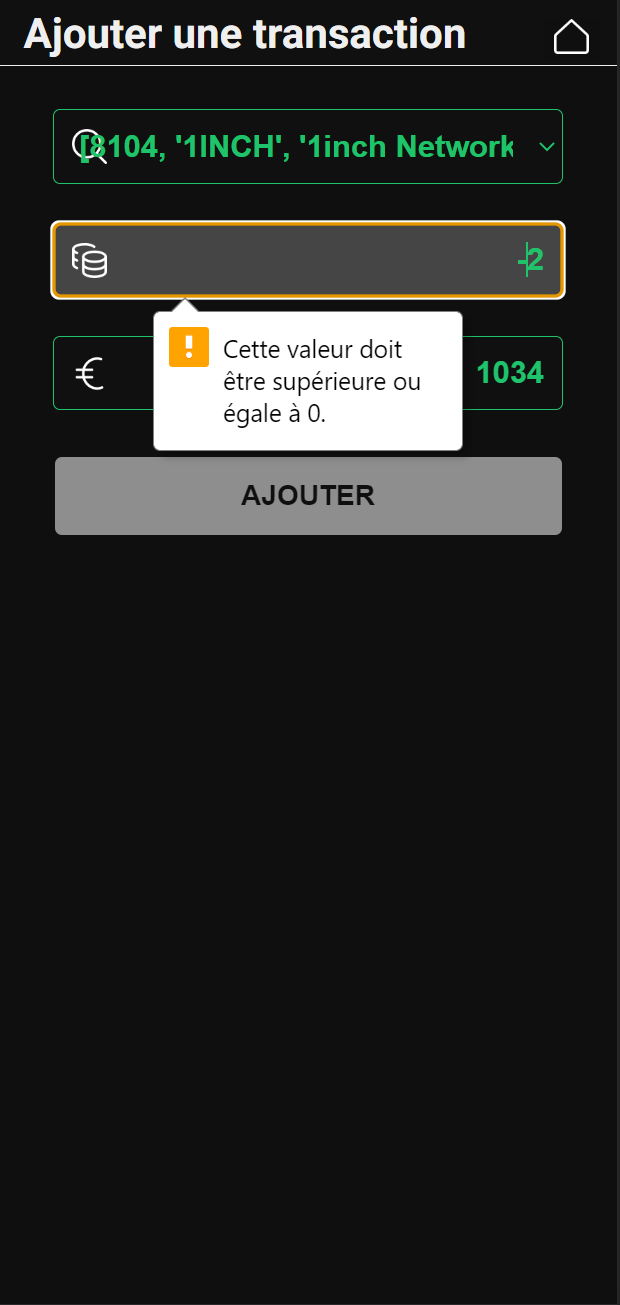 Ajouter une transaction
[8104, '1INCH', '1inch Network
-2
€ 1034
Cette valeur doit
être supérieure ou
égale à 0.
AJOUTER